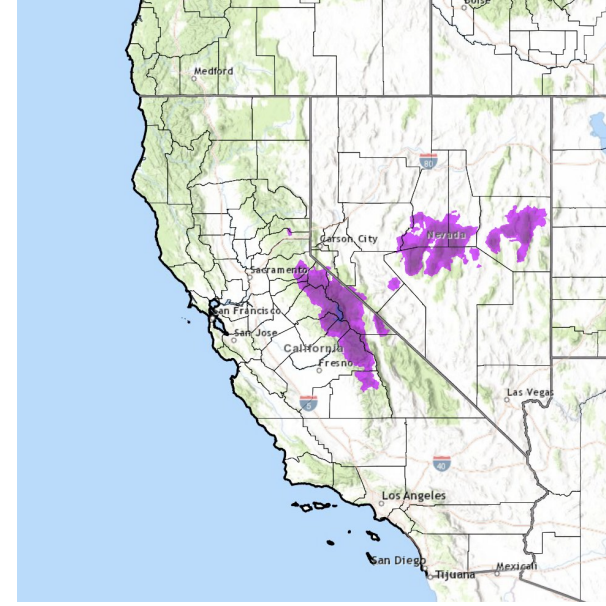 Boise
Medford
80
Nevada
Carson City
Sacramento
San Francisco
San Jose
California
Fresno
Las Vegas
5
40
Los Angeles
San Diego
Tijuana
Mexicali